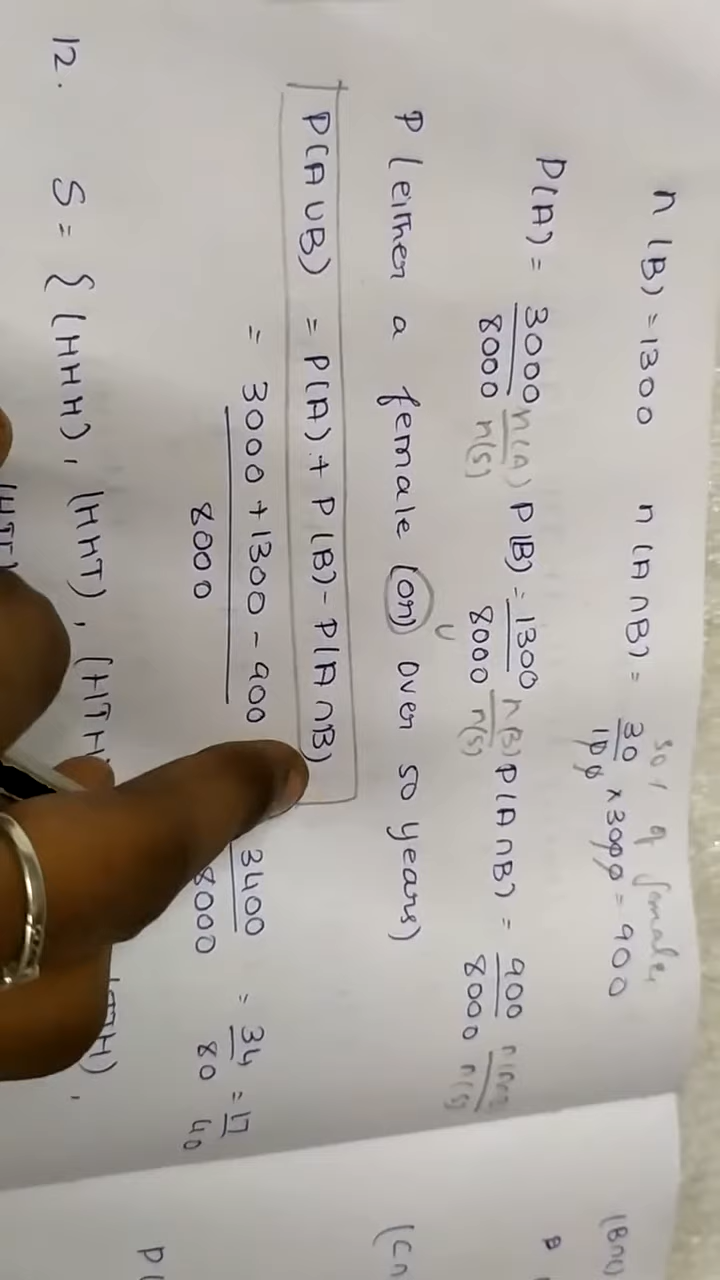 30 % of females
n(B) = 1300 n(A∩B) = 30/100 × 3000 = 900
P(A) = 3000/8000 n(A)/n(S) P(B) = 1300/8000 n(B)/n(S) P(A∩B) = 900/8000 n(A∩B)/n(S)
∪
P(either a female (or) over 50 years)
P(A∪B) = P(A) + P(B) - P(A∩B)
= 3000 + 1300 - 900/8000 3400/8000 = 34/80 = 17/40
12. S = { (HHH), (HHT), (HTH)